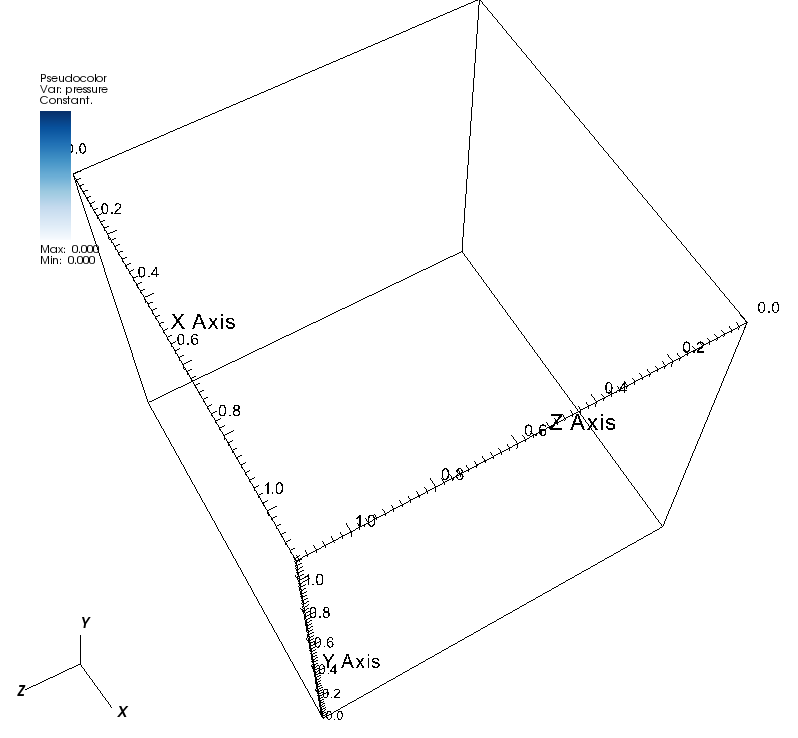 Pseudocolor
Var: pressure
Constant.
0.0
Max: 0.000
Min: 0.000
0.2
0.4
X Axis
0.6
0.8
1.0
0.0
0.2
0.4
Z Axis
0.6
0.8
1.0
1.0
0.8
0.6
Y Axis
0.4
0.2
0.0
Y
Z
X